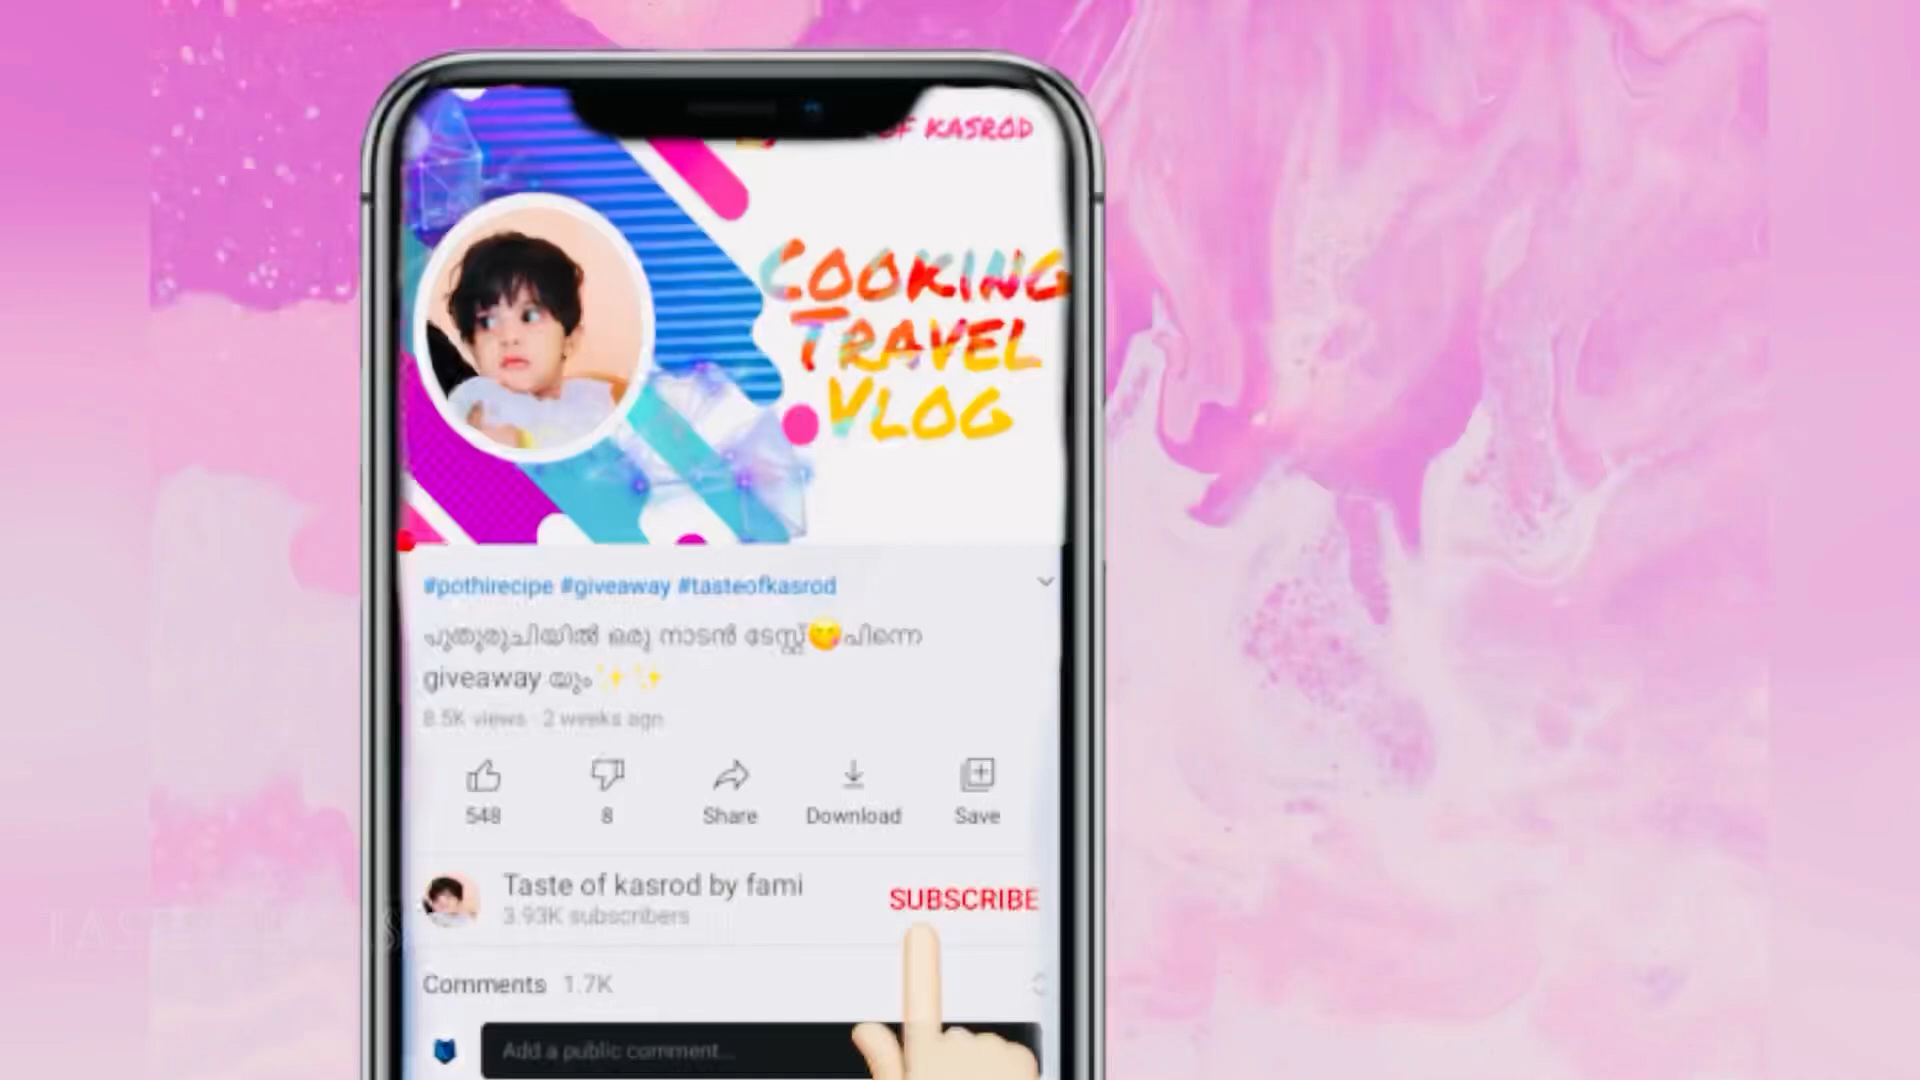 OF KASROD
COOKING
TRAVEL
VLOG
#pothirecipe #giveaway #tasteofkasrod
പുതുരുചിയിൽ ഒരു നാടൻ ടേസ്റ്റ്😋പിന്നെ
giveaway യും✨✨
8.5K views · 2 weeks ago
548
8
Share
Download
Save
Taste of kasrod by fami
3.93K subscribers
SUBSCRIBE
Comments 1.7K
Add a public comment...